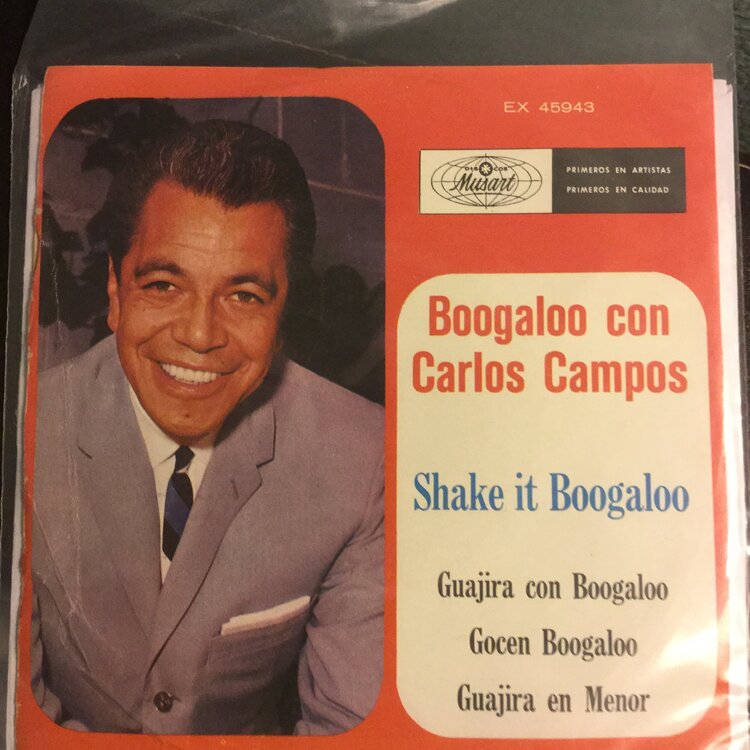 EX 45943
DISCOS
Musart
PRIMEROS EN ARTISTAS
PRIMEROS EN CALIDAD
Boogaloo con
Carlos Campos
Shake it Boogaloo
Guajira con Boogaloo
Gocen Boogaloo
Guajira en Menor